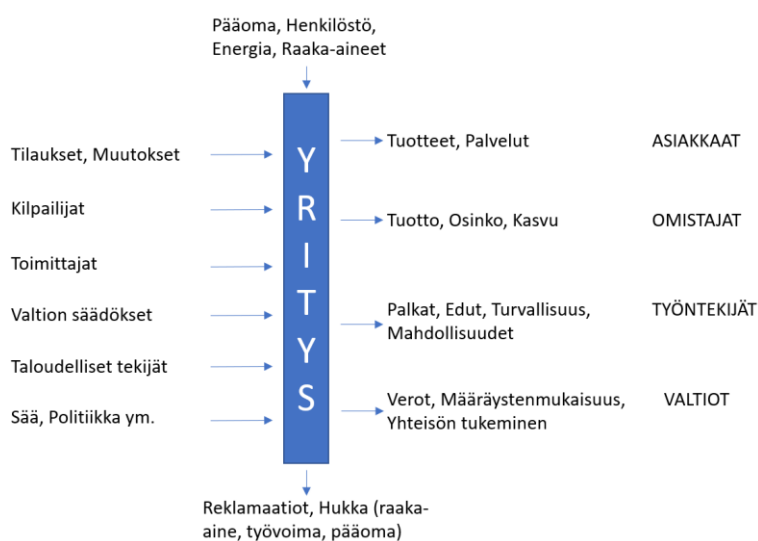 Pääoma, Henkilöstö,
Energia, Raaka-aineet
Tilaukset, Muutokset
Kilpailijat
Toimittajat
Valtion säädökset
Taloudelliset tekijät
Sää, Politiikka ym.
YRITYS
Tuotteet, Palvelut
ASIAKKAAT
Tuotto, Osinko, Kasvu
OMISTAJAT
Palkat, Edut, Turvallisuus,
Mahdollisuudet
TYÖNTEKIJÄT
Verot, Määräystenmukaisuus,
Yhteisön tukeminen
VALTIOT
Reklamaatiot, Hukka (raaka-
aine, työvoima, pääoma)